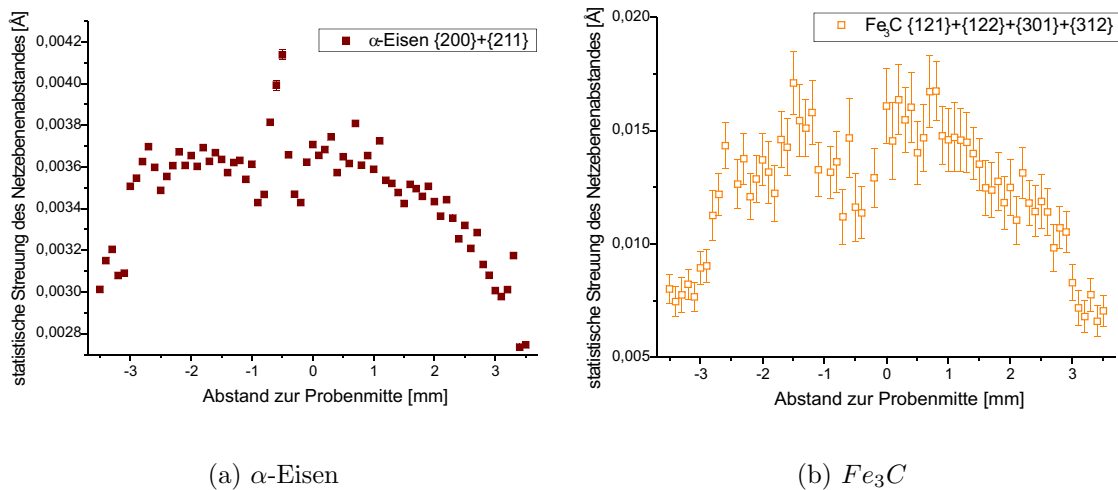 (a)
(b)
statistische Streuung des Netzebenenabstandes [Å]
0,0042
0,0040
0,0038
0,0036
0,0034
0,0032
0,0030
0,0028
α-Eisen {200}+{211}
-3 -2 -1 0 1 2 3
Abstand zur Probenmitte [mm]
statistische Streuung des Netzebenenabstandes [Å]
0,020
0,015
0,010
0,005
Fe₃C {121}+{122}+{301}+{312}
-3 -2 -1 0 1 2 3
Abstand zur Probenmitte [mm]
(a) α-Eisen
(b) Fe₃C